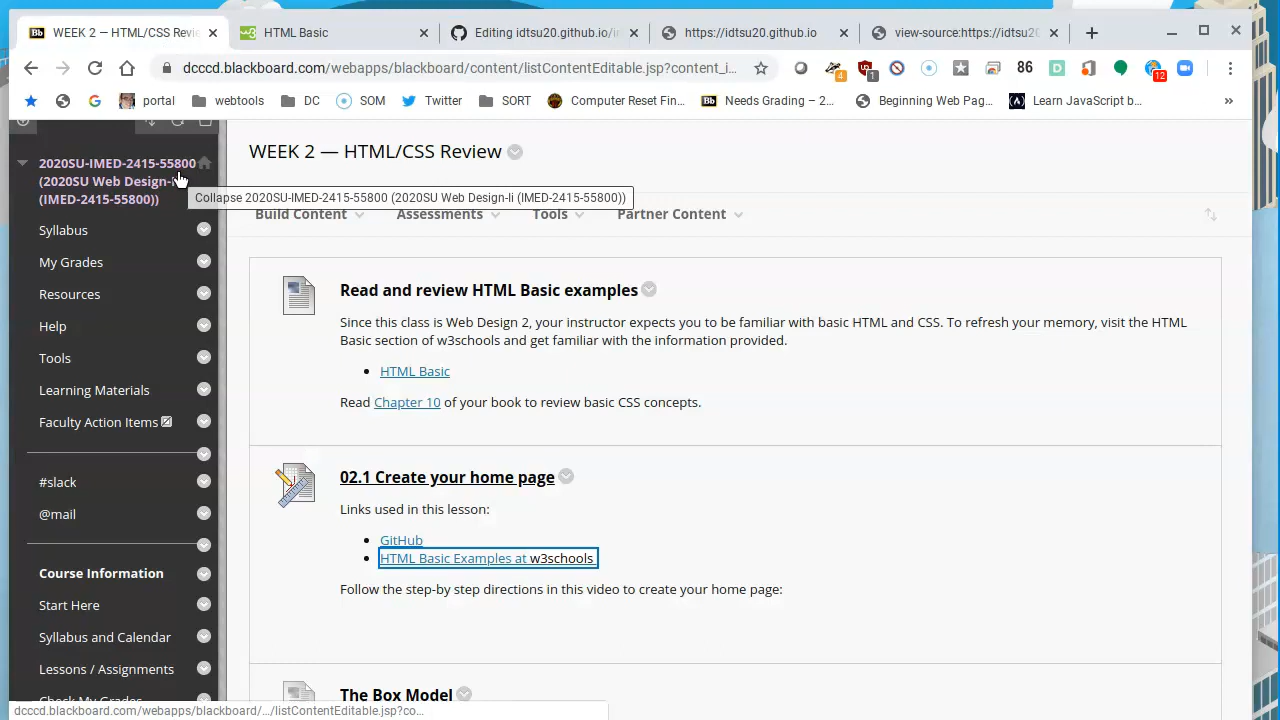 WEEK 2 — HTML/CSS Revie
HTML Basic
Editing idtsu20.github.io/in
https://idtsu20.github.io
view-source:https://idtsu20
dcccd.blackboard.com/webapps/blackboard/content/listContentEditable.jsp?content_i...
4
1
86
12
portal
webtools
DC
SOM
Twitter
SORT
Computer Reset Fin...
Needs Grading – 2...
Beginning Web Pag...
Learn JavaScript b...
»
2020SU-IMED-2415-55800
(2020SU Web Design-I
(IMED-2415-55800))
Collapse 2020SU-IMED-2415-55800 (2020SU Web Design-Ii (IMED-2415-55800))
Syllabus
My Grades
Resources
Help
Tools
Learning Materials
Faculty Action Items
#slack
@mail
Course Information
Start Here
Syllabus and Calendar
Lessons / Assignments
Check My Grades
WEEK 2 — HTML/CSS Review
Build Content
Assessments
Tools
Partner Content
Read and review HTML Basic examples
Since this class is Web Design 2, your instructor expects you to be familiar with basic HTML and CSS. To refresh your memory, visit the HTML
Basic section of w3schools and get familiar with the information provided.
HTML Basic
Read Chapter 10 of your book to review basic CSS concepts.
02.1 Create your home page
Links used in this lesson:
GitHub
HTML Basic Examples at w3schools
Follow the step-by step directions in this video to create your home page:
The Box Model
dcccd.blackboard.com/webapps/blackboard/.../listContentEditable.jsp?co...